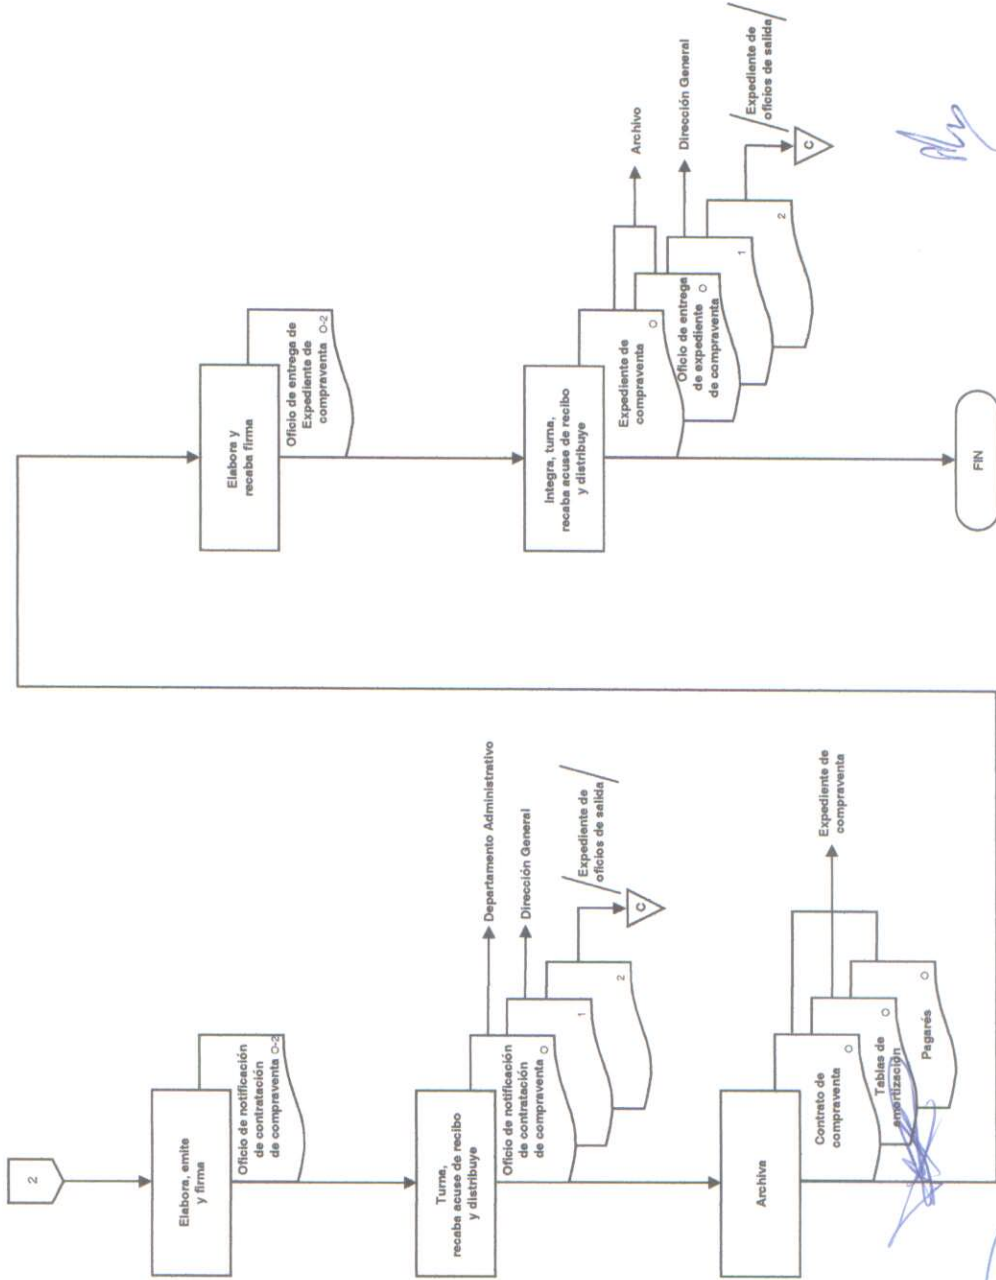 2
Elabora, emite
y firma
Oficio de notificación
de contratación
de compraventa O-2
Turna,
recaba acuse de recibo
y distribuye
Oficio de notificación
de contratación
de compraventa O
1
2
Departamento Administrativo
Dirección General
Expediente de
oficios de salida
C
Archiva
Contrato de
compraventa
O
Tablas de
amortización
O
Pagarés
O
Expediente de
compraventa
Elabora y
recaba firma
Oficio de entrega de
Expediente de
compraventa O-2
Integra, turna,
recaba acuse de recibo
y distribuye
Expediente de
compraventa
O
Oficio de entrega
de expediente
de compraventa
O
1
2
Archivo
Dirección General
Expediente de
oficios de salida
C
FIN